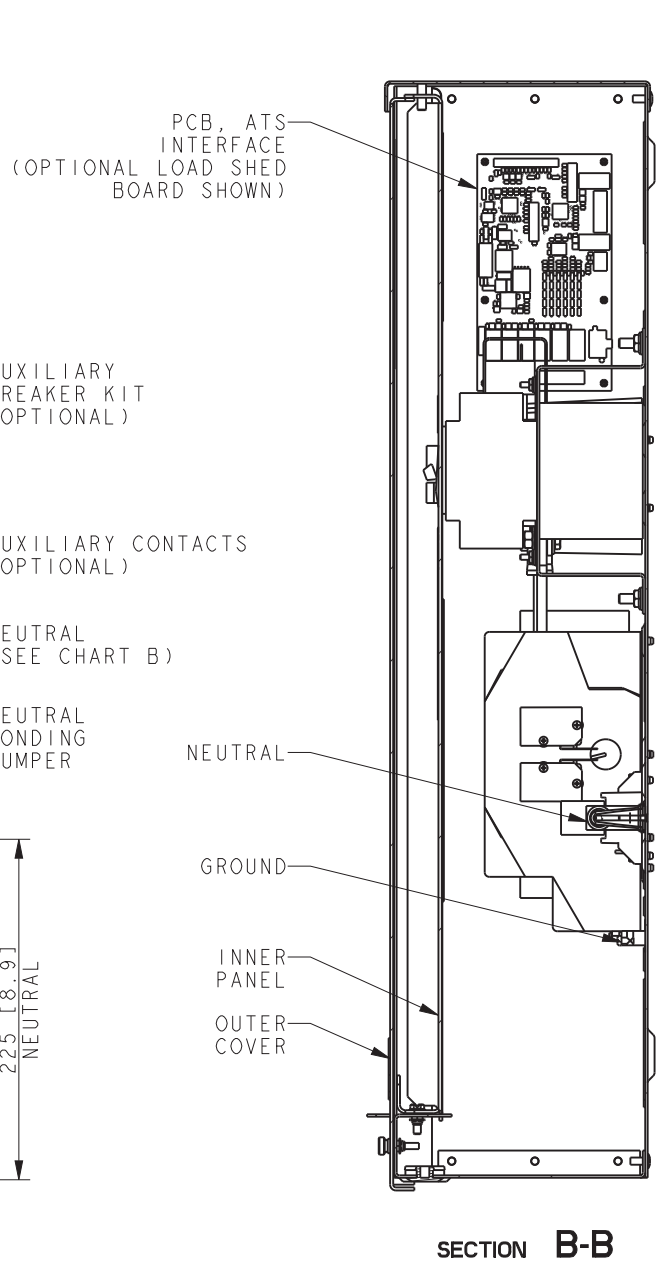 PCB, ATS
INTERFACE
(OPTIONAL LOAD SHED
BOARD SHOWN)
UXILIARY
REAKER KIT
OPTIONAL)
UXILIARY CONTACTS
OPTIONAL)
EUTRAL
SEE CHART B)
EUTRAL
ONDING
UMPER
NEUTRAL
GROUND
INNER
PANEL
OUTER
COVER
225 [8.9]
NEUTRAL
SECTION B-B